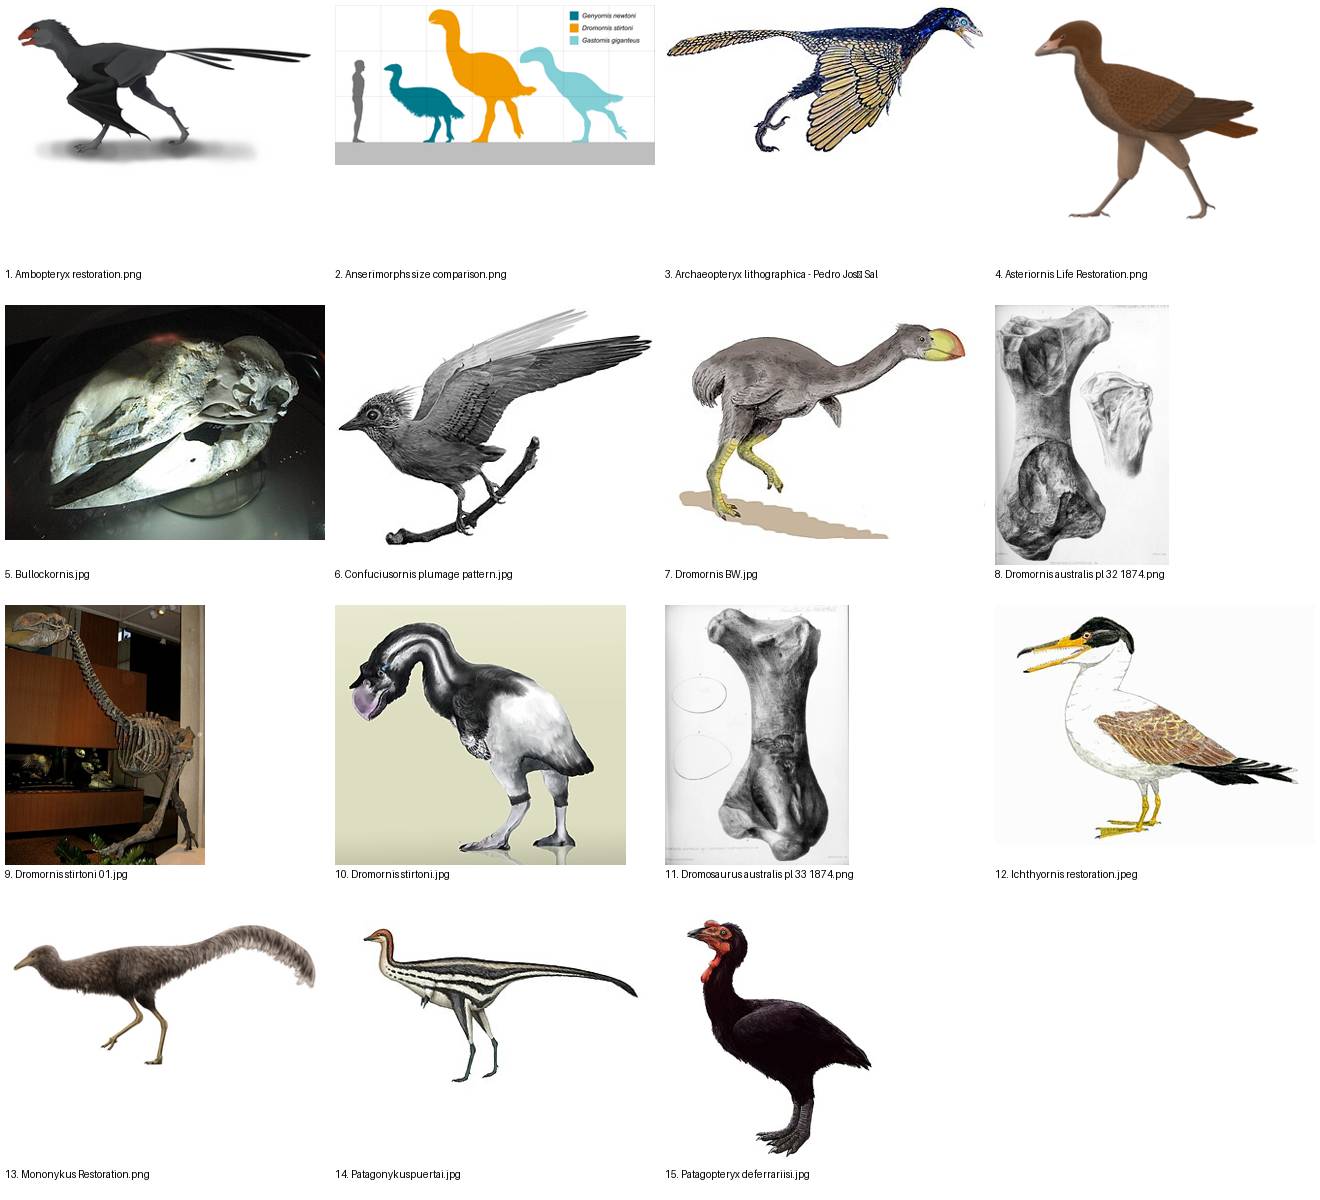 Genyornis newtoni
Dromornis stirtoni
Gastornis giganteus
1. Ambopteryx restoration.png
2. Anserimorphs size comparison.png
3. Archaeopteryx lithographica - Pedro Jos▯ Sal
4. Asteriornis Life Restoration.png
5. Bullockornis.jpg
6. Confuciusornis plumage pattern.jpg
7. Dromornis BW.jpg
8. Dromornis australis pl 32 1874.png
9. Dromornis stirtoni 01.jpg
10. Dromornis stirtoni.jpg
11. Dromosaurus australis pl 33 1874.png
12. Ichthyornis restoration.jpeg
13. Mononykus Restoration.png
14. Patagonykuspuertai.jpg
15. Patagopteryx deferrariisi.jpg